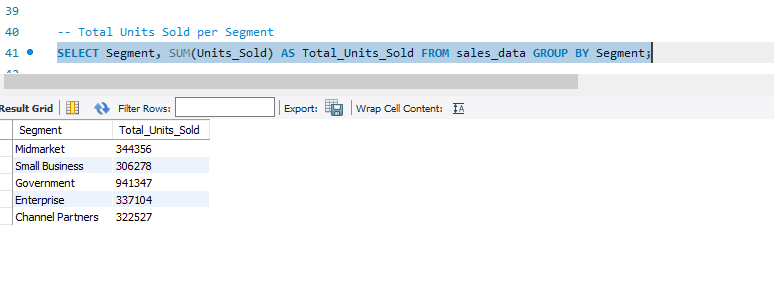 39
40 -- Total Units Sold per Segment
41 SELECT Segment, SUM(Units_Sold) AS Total_Units_Sold FROM sales_data GROUP BY Segment;
Result Grid Filter Rows: Export: Wrap Cell Content:
Segment Total_Units_Sold
Midmarket 344356
Small Business 306278
Government 941347
Enterprise 337104
Channel Partners 322527